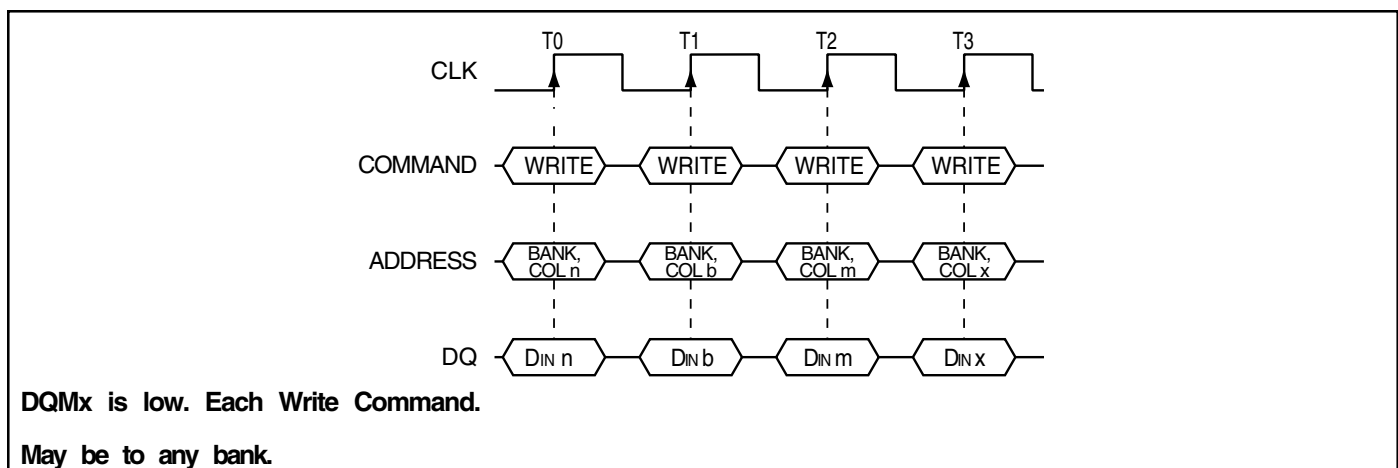 T0 T1 T2 T3
CLK
COMMAND WRITE WRITE WRITE WRITE
ADDRESS BANK, COL n BANK, COL b BANK, COL m BANK, COL x
DQ DIN n DIN b DIN m DIN x
DQMx is low. Each Write Command.
May be to any bank.